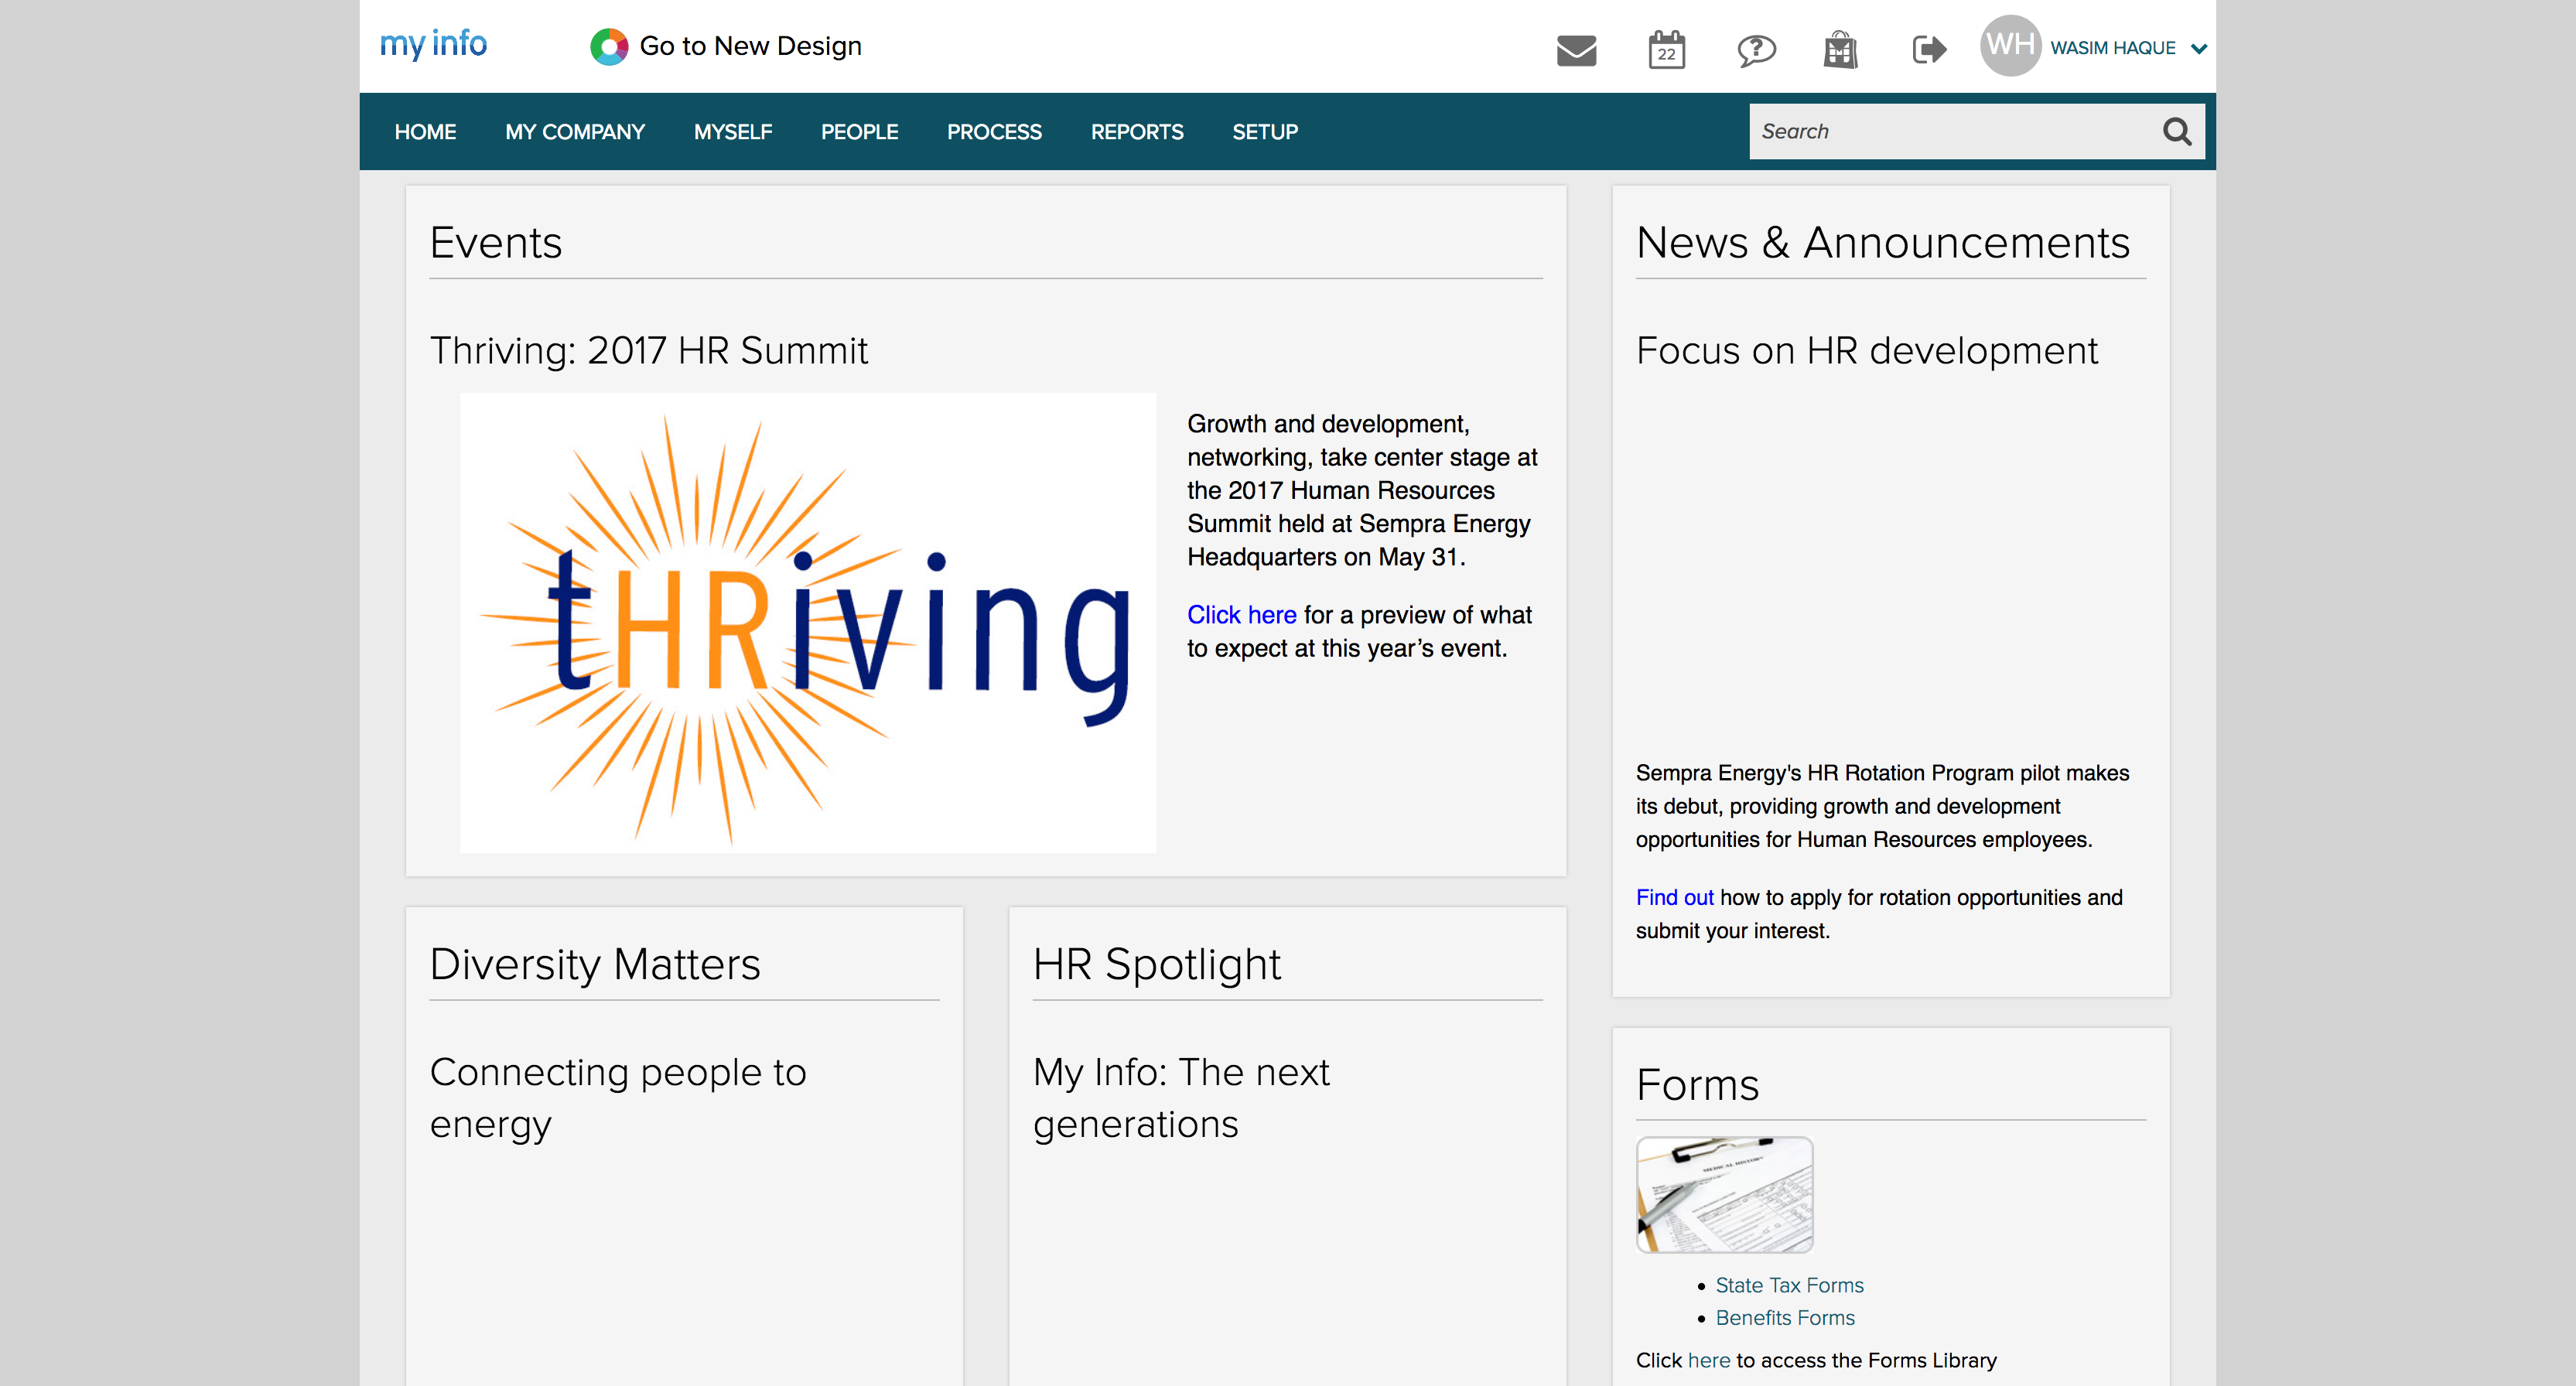 my info
Go to New Design
22
?
M
WH
WASIM HAQUE
HOME
MY COMPANY
MYSELF
PEOPLE
PROCESS
REPORTS
SETUP
Search
Events
Thriving: 2017 HR Summit
tHRiving
Growth and development,
networking, take center stage at
the 2017 Human Resources
Summit held at Sempra Energy
Headquarters on May 31.
Click here for a preview of what
to expect at this year’s event.
News & Announcements
Focus on HR development
Sempra Energy's HR Rotation Program pilot makes
its debut, providing growth and development
opportunities for Human Resources employees.
Find out how to apply for rotation opportunities and
submit your interest.
Diversity Matters
Connecting people to
energy
HR Spotlight
My Info: The next
generations
Forms
MEDICAL HISTORY
• State Tax Forms
• Benefits Forms
Click here to access the Forms Library